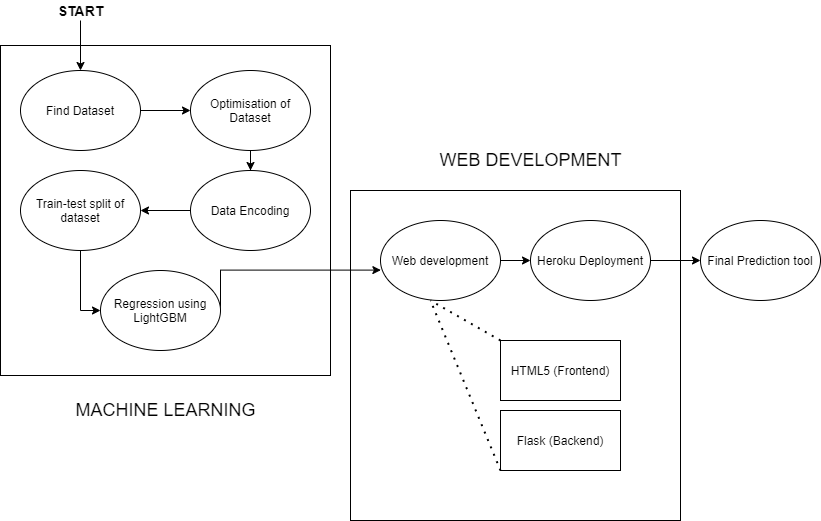 START
Find Dataset
Optimisation of
Dataset
Train-test split of
dataset
Data Encoding
Regression using
LightGBM
MACHINE LEARNING
WEB DEVELOPMENT
Web development
Heroku Deployment
Final Prediction tool
HTML5 (Frontend)
Flask (Backend)